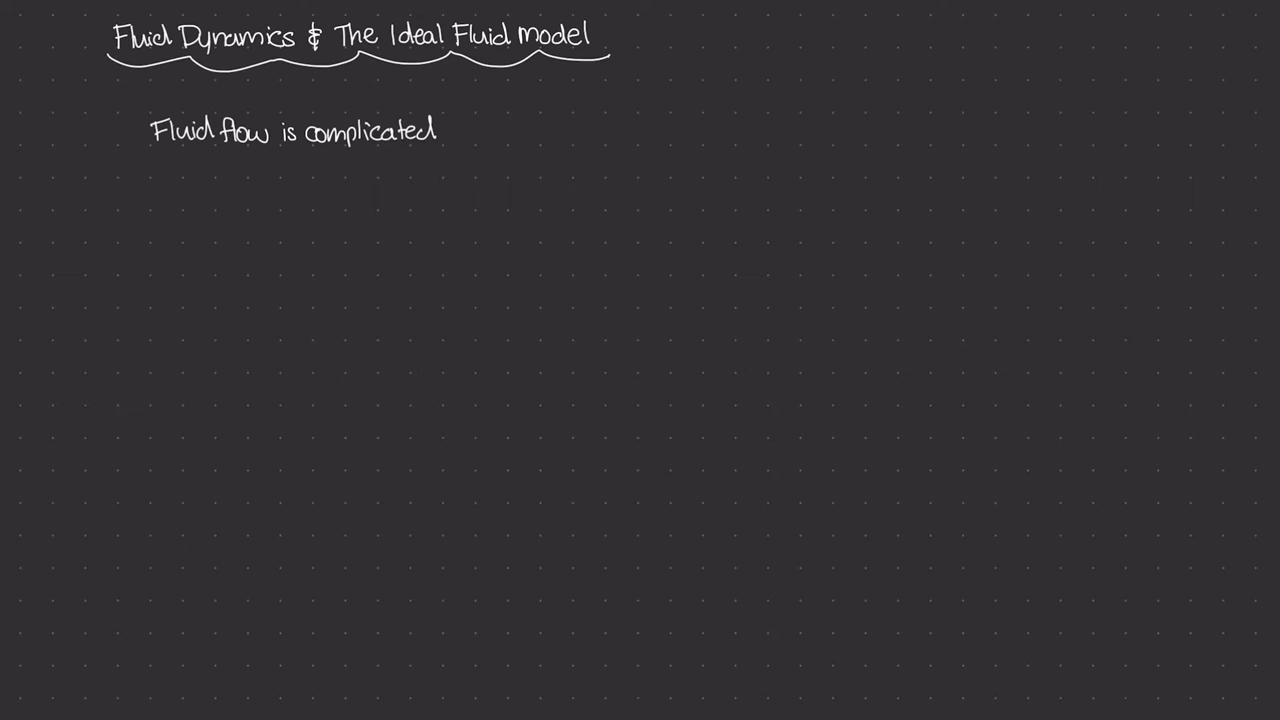 Fluid Dynamics & The Ideal Fluid model
Fluid flow is complicated